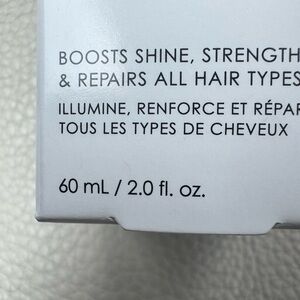 BOOSTS SHINE, STRENGTH
& REPAIRS ALL HAIR TYPES
ILLUMINE, RENFORCE ET RÉPAR
TOUS LES TYPES DE CHEVEUX
60 mL / 2.0 fl. oz.